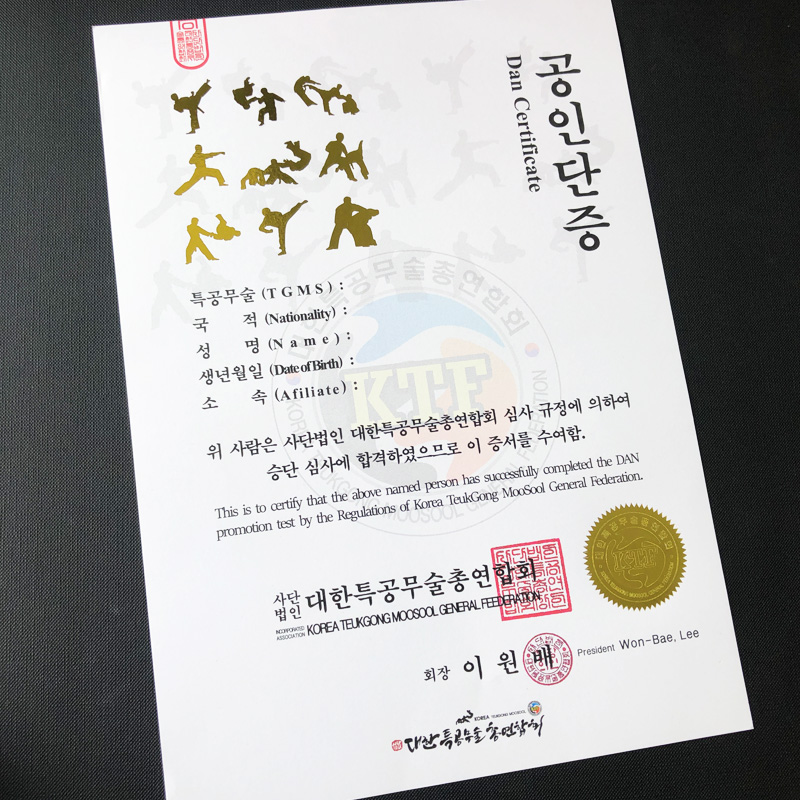 공인단증
Dan Certificate
특공무술 (TGMS) :
국 적 (Nationality) :
성 명 (Name) :
생년월일 (Date of Birth) :
소 속 (Afiliate) :
KTF
위 사람은 사단법인 대한특공무술총연합회 심사 규정에 의하여
승단 심사에 합격하였으므로 이 증서를 수여함.
This is to certify that the above named person has successfully completed the DAN
promotion test by the Regulations of Korea TeukGong MooSool General Federation.
사단법인 대한특공무술총연합회
INCORPORATED ASSOCIATION KOREA TEUKGONG MOOSOOL GENERAL FEEDERATION
KTF
회장 이 원 배 President Won-Bae, Lee
KOREA TEUKGONG MOOSOOL
대한특공무술총연합회